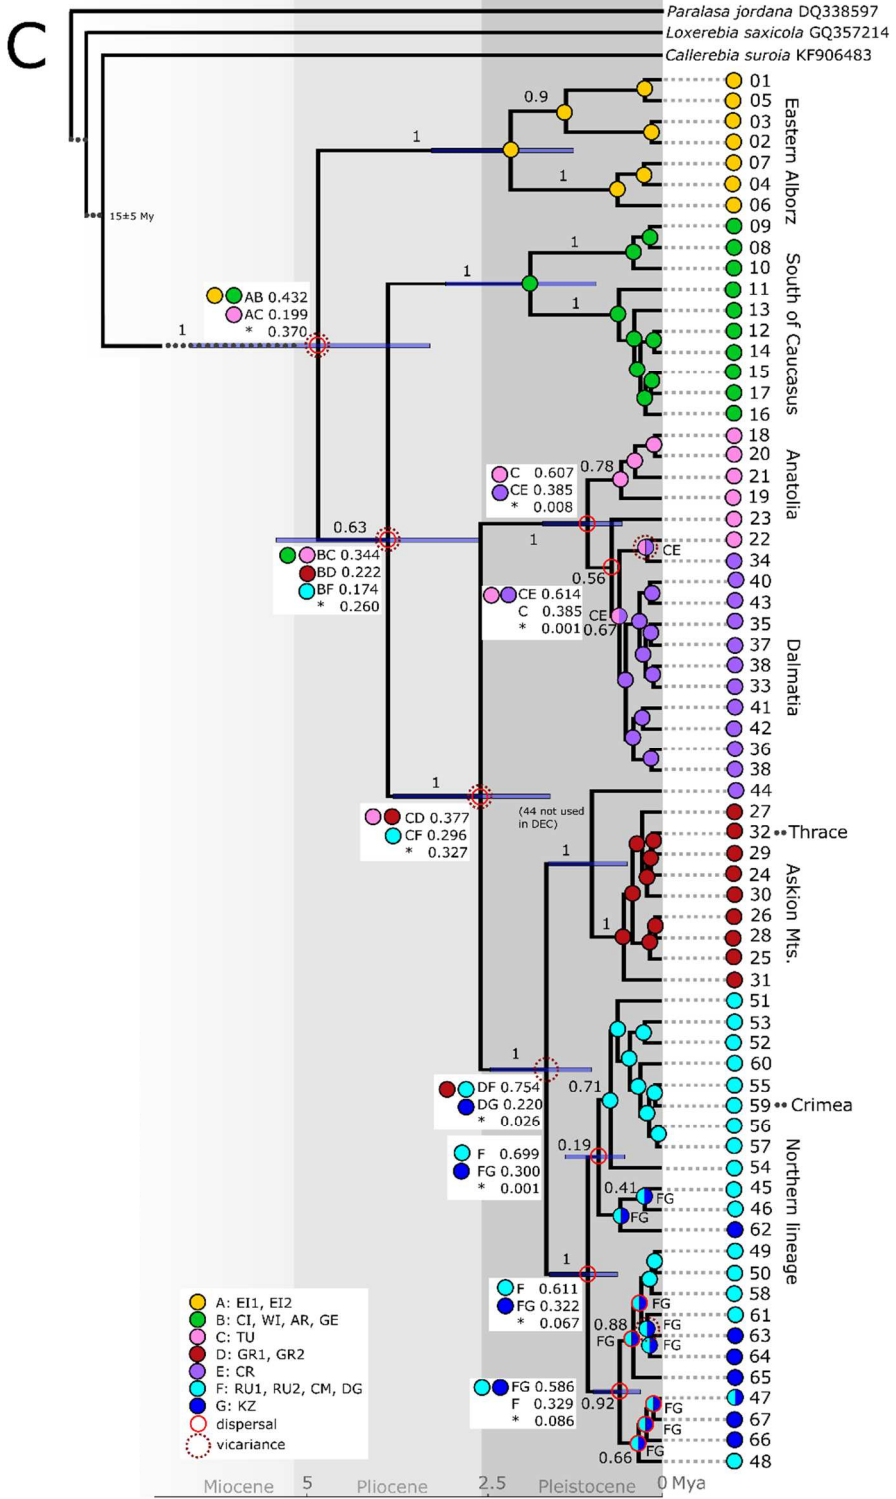 C
Paralasa jordana DQ338597
Loxerebia saxicola GQ357214
Callerebia suroia KF906483
01
0.9
05
03
1
02
07
1
04
06
Eastern Alborz
15±5 My
09
1
08
10
1
11
1
13
12
14
15
17
16
South of Caucasus
AB 0.432
AC 0.199
* 0.370
1
18
20
0.78
21
19
Anatolia
C 0.607
CE 0.385
* 0.008
23
0.63
1
22
CE
34
BC 0.344
BD 0.222
BF 0.174
* 0.260
0.56
40
CE 0.614
C 0.385
* 0.001
43
CE
0.67
35
37
38
33
41
42
36
38
Dalmatia
1
44
(44 not used
in DEC)
CD 0.377
CF 0.296
* 0.327
27
32
Thrace
1
29
24
30
26
1
28
25
31
Askion Mts.
51
53
52
1
60
0.71
55
DF 0.754
DG 0.220
* 0.026
59
Crimea
56
57
0.19
F 0.699
FG 0.300
* 0.001
54
0.41
45
FG
46
FG
62
Northern lineage
1
49
50
F 0.611
FG 0.322
* 0.067
58
FG
61
0.88
FG
63
FG
FG
64
65
FG 0.586
F 0.329
* 0.086
0.92
47
FG
67
FG
66
FG
0.66
48
A: EI1, EI2
B: CI, WI, AR, GE
C: TU
D: GR1, GR2
E: CR
F: RU1, RU2, CM, DG
G: KZ
dispersal
vicariance
Miocene 5 Pliocene 2.5 Pleistocene 0 Mya